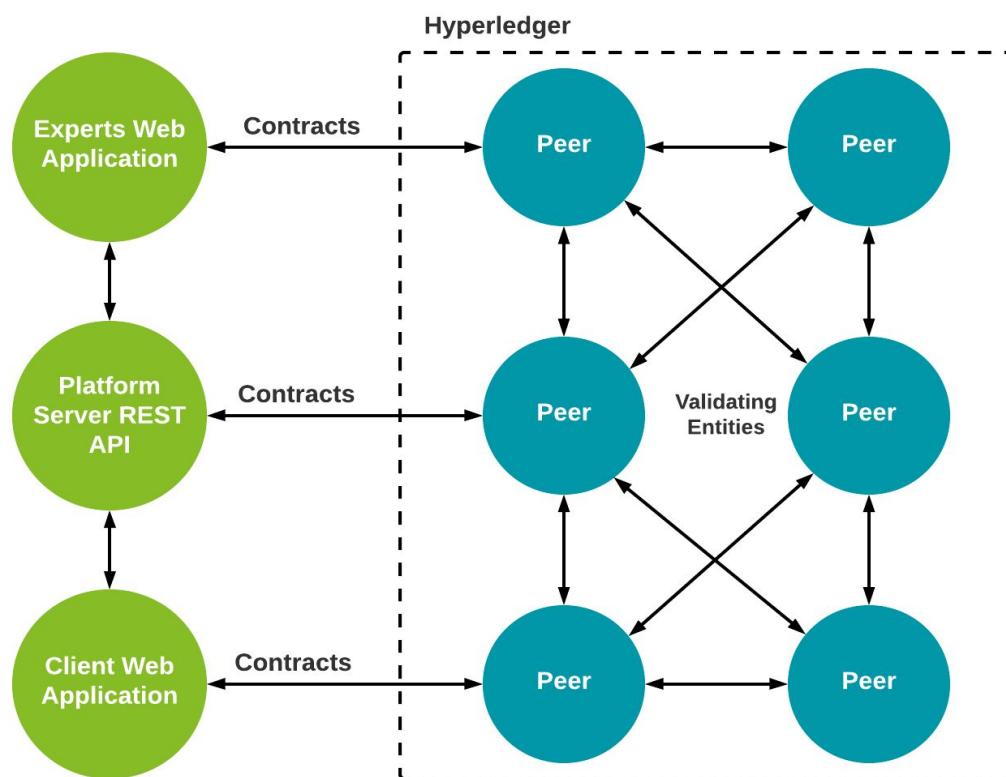 Hyperledger
Experts Web
Application
Contracts
Peer
Peer
Platform
Server REST
API
Contracts
Peer
Validating
Entities
Peer
Client Web
Application
Contracts
Peer
Peer